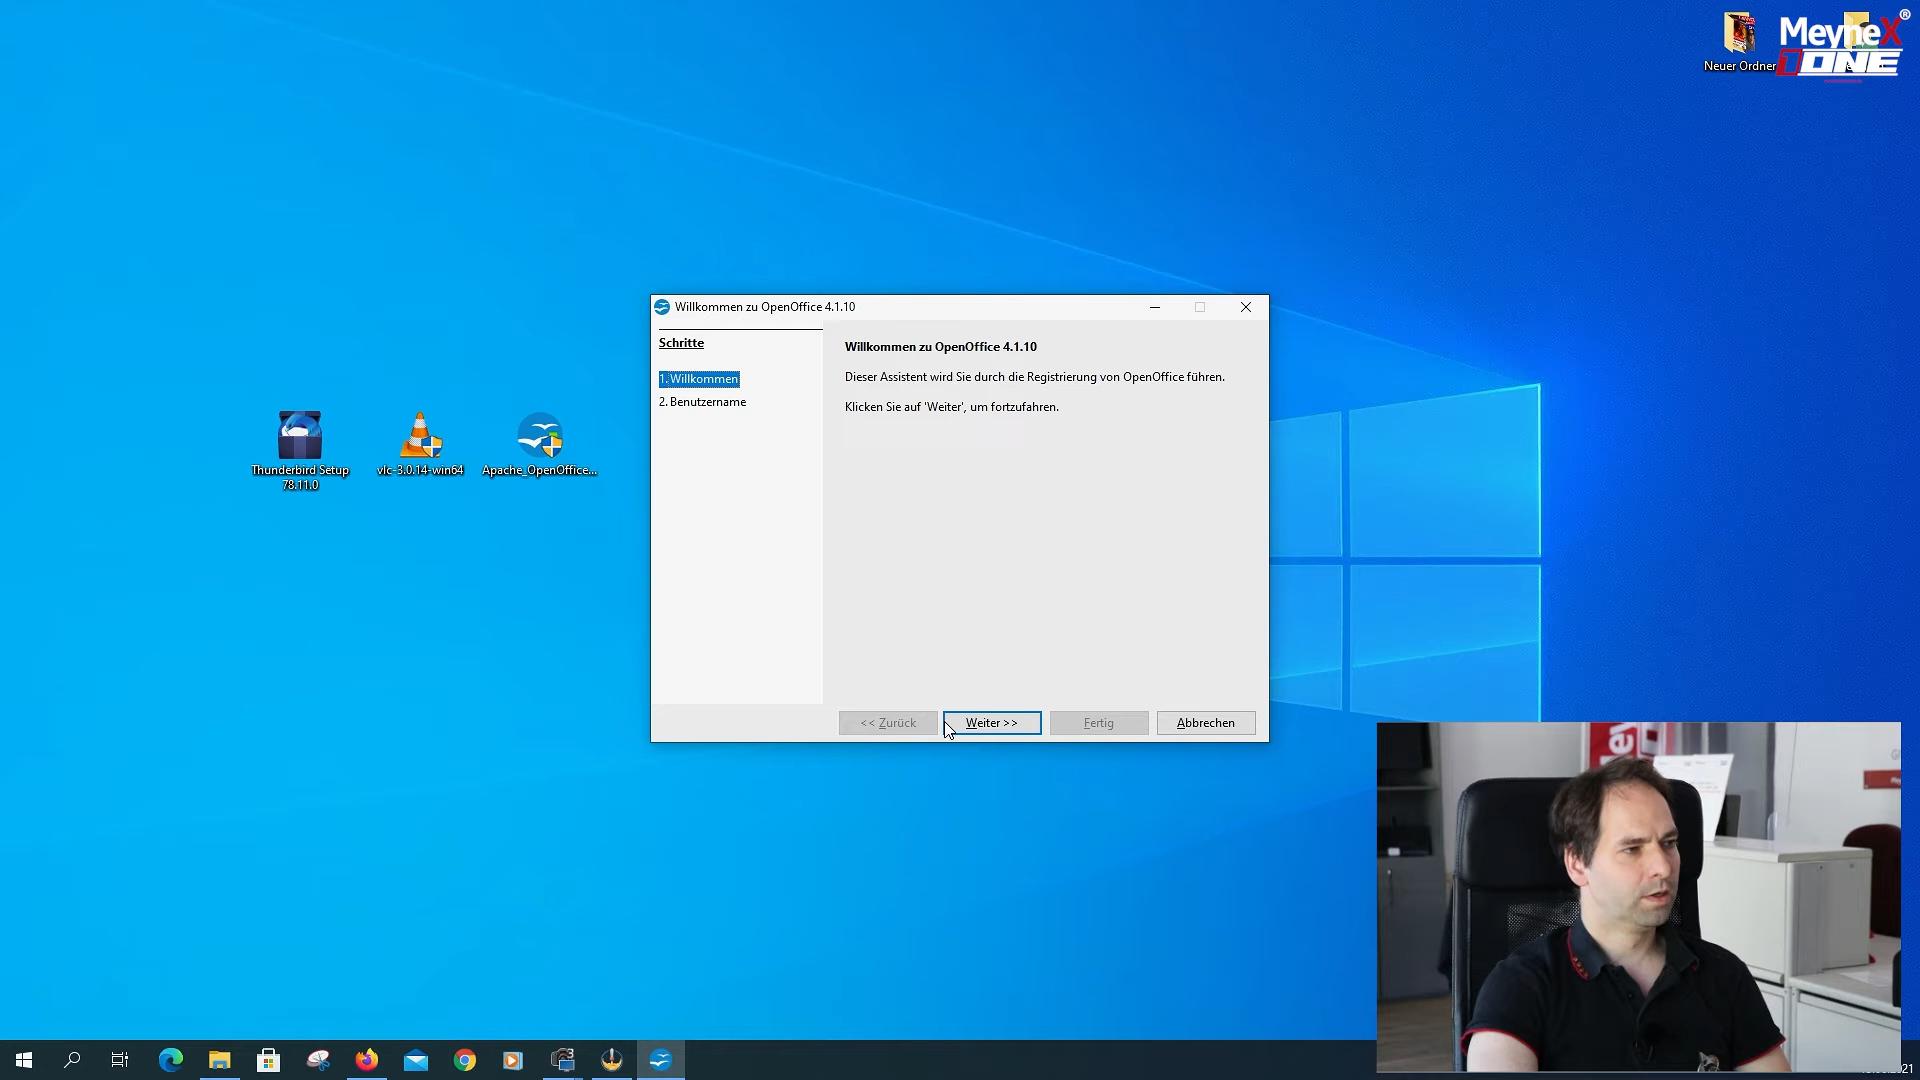 MeyneX®
1ONE
Neuer Ordner
Willkommen zu OpenOffice 4.1.10
Schritte
1. Willkommen
2. Benutzername
Willkommen zu OpenOffice 4.1.10
Dieser Assistent wird Sie durch die Registrierung von OpenOffice führen.
Klicken Sie auf 'Weiter', um fortzufahren.
<< Zurück
Weiter >>
Fertig
Abbrechen
Thunderbird Setup
78.11.0
vlc-3.0.14-win64
Apache_OpenOffice...